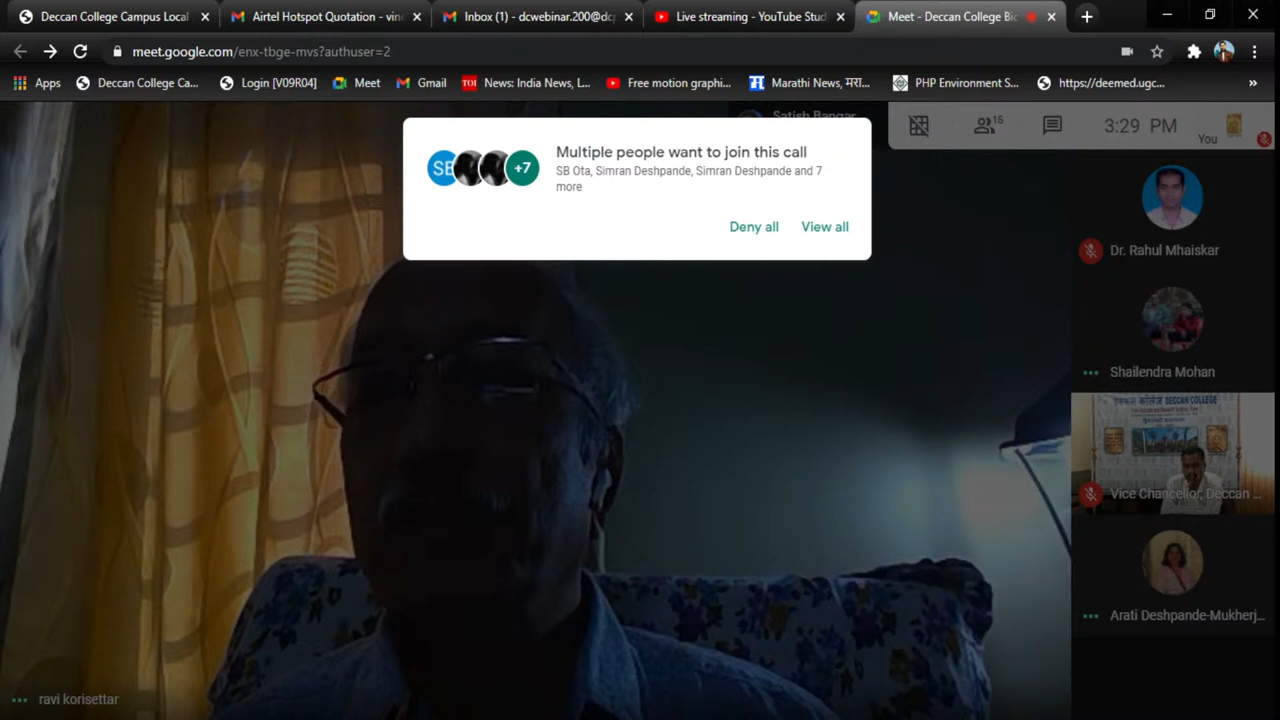 Deccan College Campus Local
Airtel Hotspot Quotation - vin
Inbox (1) - dcwebinar.200@dc
Live streaming - YouTube Stud
Meet - Deccan College Bi
meet.google.com/enx-tbge-mvs?authuser=2
Apps
Deccan College Ca...
Login [V09R04]
Meet
Gmail
TOI
News: India News, L...
Free motion graphi...
Marathi News, मरा...
PHP Environment S...
https://deemed.ugc...
»
Satish Bangar
16
3:29 PM
You
SB
+7
Multiple people want to join this call
SB Ota, Simran Deshpande, Simran Deshpande and 7
more
Deny all
View all
Dr. Rahul Mhaiskar
Shailendra Mohan
डेक्कन कॉलेज DECCAN COLLEGE
Vice Chancellor, Deccan ...
Arati Deshpande-Mukherj...
ravi korisettar